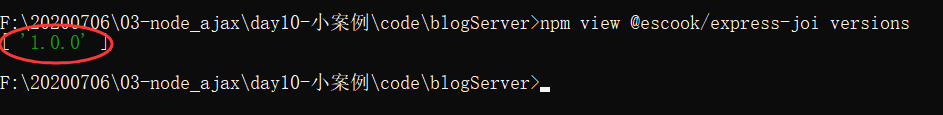 F:\20200706\03-node_ajax\day10-小案例\code\blogServer>npm view @escook/express-joi versions
[ '1.0.0' ]
F:\20200706\03-node_ajax\day10-小案例\code\blogServer>